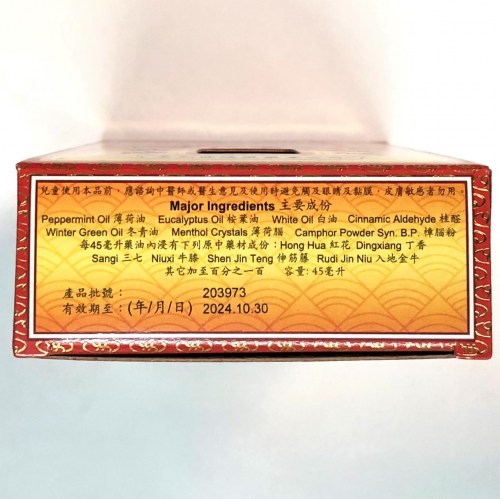 兒童使用本品前，應諮詢中醫師或醫生意見及使用時避免觸及眼睛及黏膜，皮膚敏感者勿用。
Major Ingredients 主要成份
Peppermint Oil 薄荷油 Eucalyptus Oil 桉葉油 White Oil 白油 Cinnamic Aldehyde 桂醛
Winter Green Oil 冬青油 Menthol Crystals 薄荷腦 Camphor Powder Syn. B.P. 樟腦粉
每45毫升藥油內浸有下列原中藥材成份：Hong Hua 紅花 Dingxiang 丁香
Sangi 三七 Niuxi 牛膝 Shen Jin Teng 伸筋藤 Rudi Jin Niu 入地金牛
其它加至百分之一百 容量：45毫升
產品批號： 203973
有效期至：(年/月/日) 2024.10.30